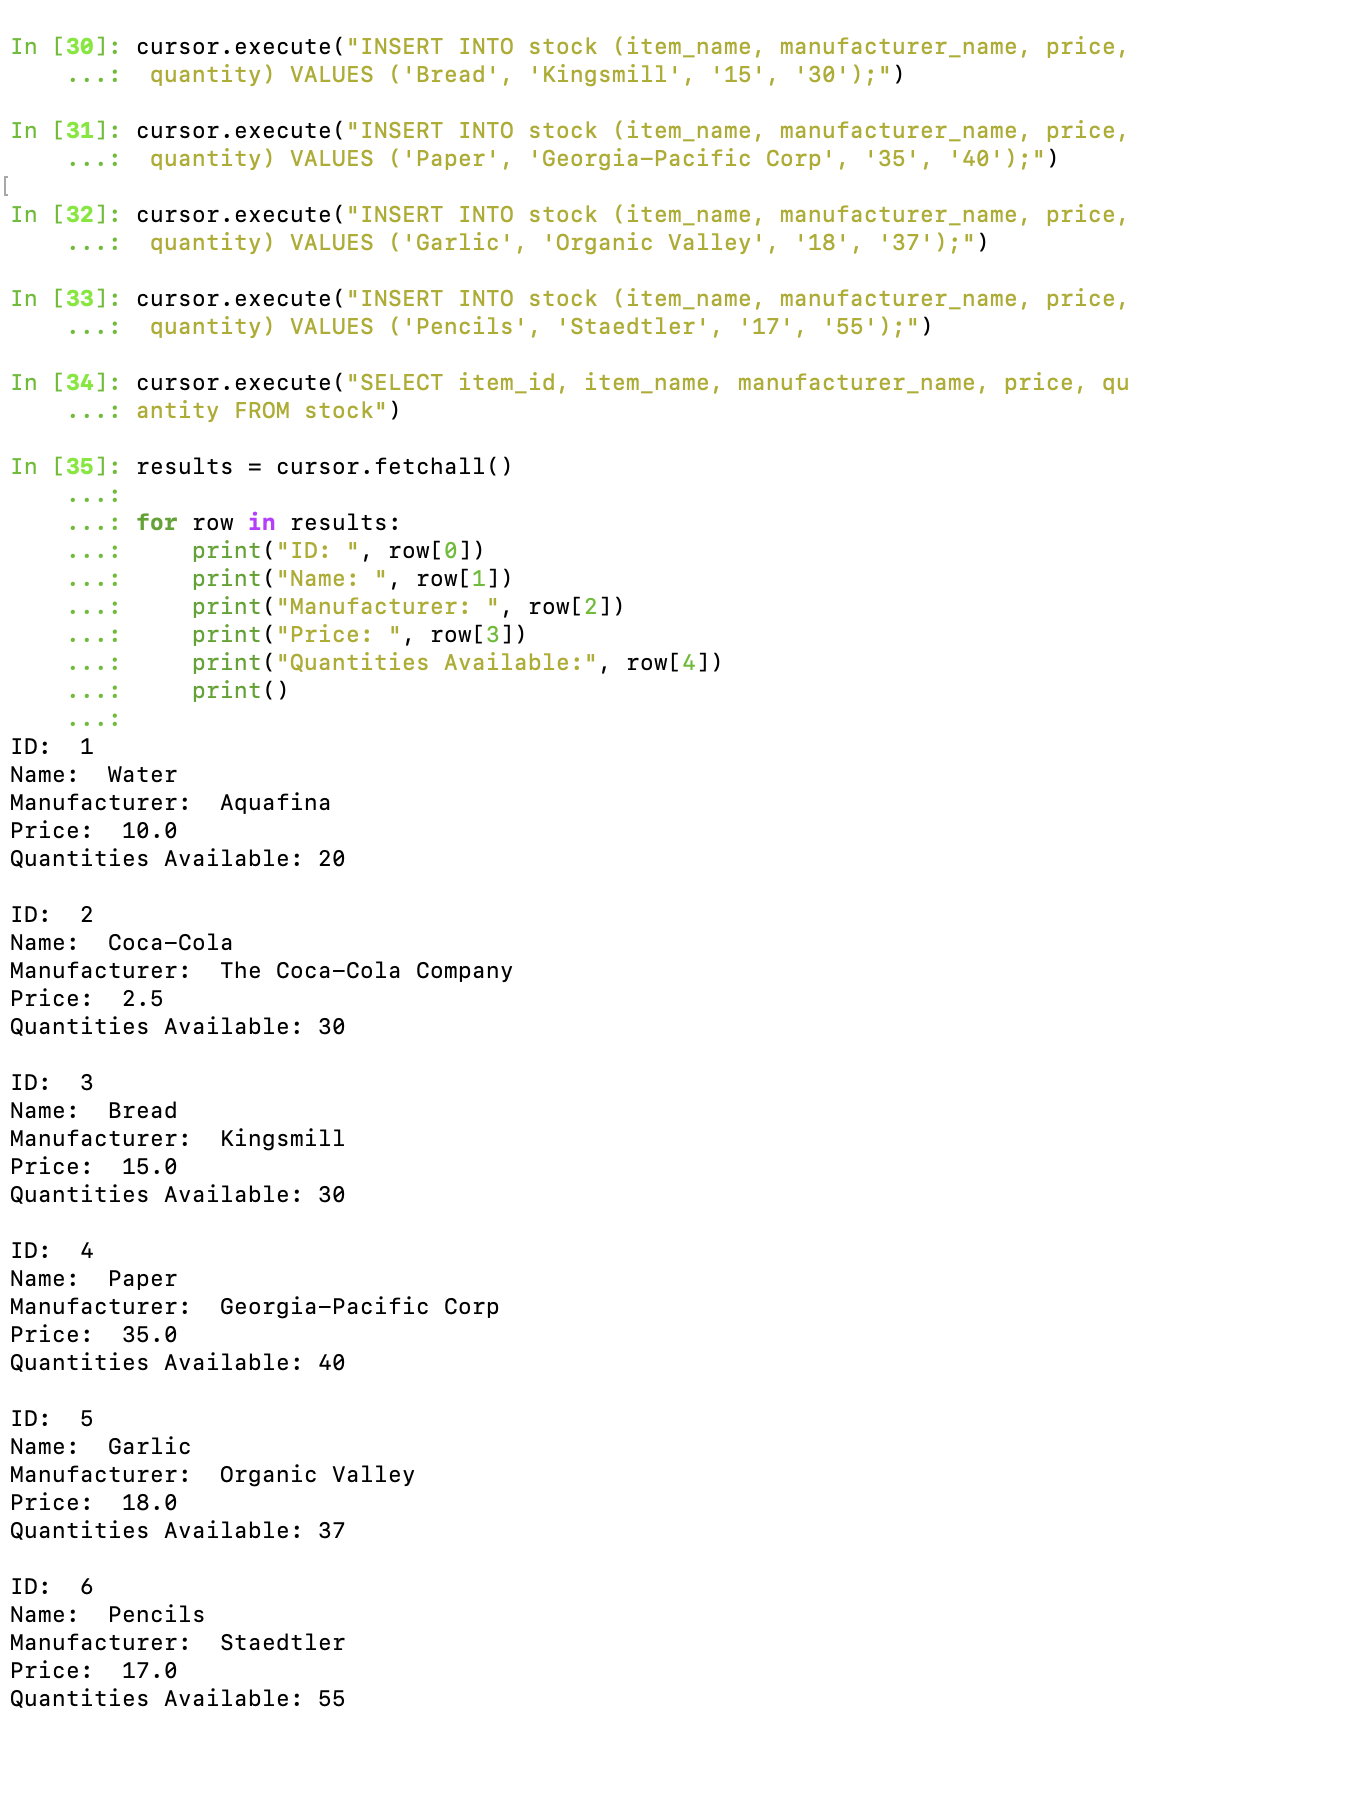 In [30]: cursor.execute("INSERT INTO stock (item_name, manufacturer_name, price,
    ...:  quantity) VALUES ('Bread', 'Kingsmill', '15', '30');")
In [31]: cursor.execute("INSERT INTO stock (item_name, manufacturer_name, price,
    ...:  quantity) VALUES ('Paper', 'Georgia-Pacific Corp', '35', '40');")
[
In [32]: cursor.execute("INSERT INTO stock (item_name, manufacturer_name, price,
    ...:  quantity) VALUES ('Garlic', 'Organic Valley', '18', '37');")
In [33]: cursor.execute("INSERT INTO stock (item_name, manufacturer_name, price,
    ...:  quantity) VALUES ('Pencils', 'Staedtler', '17', '55');")
In [34]: cursor.execute("SELECT item_id, item_name, manufacturer_name, price, qu
    ...: antity FROM stock")
In [35]: results = cursor.fetchall()
    ...:
    ...: for row in results:
    ...:     print("ID: ", row[0])
    ...:     print("Name: ", row[1])
    ...:     print("Manufacturer: ", row[2])
    ...:     print("Price: ", row[3])
    ...:     print("Quantities Available:", row[4])
    ...:     print()
    ...:
ID:  1
Name:  Water
Manufacturer:  Aquafina
Price:  10.0
Quantities Available: 20
ID:  2
Name:  Coca-Cola
Manufacturer:  The Coca-Cola Company
Price:  2.5
Quantities Available: 30
ID:  3
Name:  Bread
Manufacturer:  Kingsmill
Price:  15.0
Quantities Available: 30
ID:  4
Name:  Paper
Manufacturer:  Georgia-Pacific Corp
Price:  35.0
Quantities Available: 40
ID:  5
Name:  Garlic
Manufacturer:  Organic Valley
Price:  18.0
Quantities Available: 37
ID:  6
Name:  Pencils
Manufacturer:  Staedtler
Price:  17.0
Quantities Available: 55